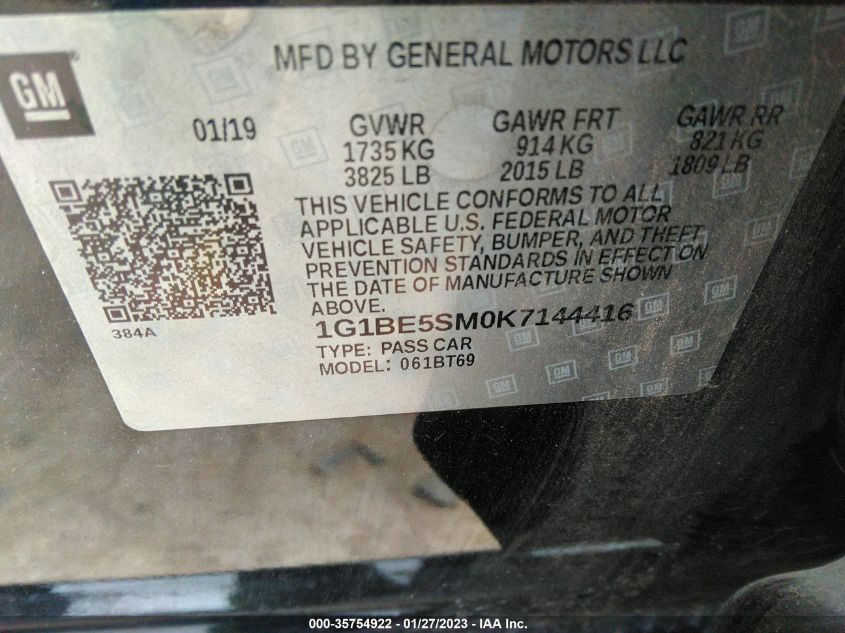 GM
MFD BY GENERAL MOTORS LLC
01/19 GVWR GAWR FRT GAWR RR
1735 KG 914 KG 821 KG
3825 LB 2015 LB 1809 LB
THIS VEHICLE CONFORMS TO ALL
APPLICABLE U.S. FEDERAL MOTOR
VEHICLE SAFETY, BUMPER, AND THEFT
PREVENTION STANDARDS IN EFFECT ON
THE DATE OF MANUFACTURE SHOWN
ABOVE.
384A
1G1BE5SM0K7144416
TYPE: PASS CAR
MODEL: 061BT69
000-35754922 / 01/27/2023 - IAA Inc.